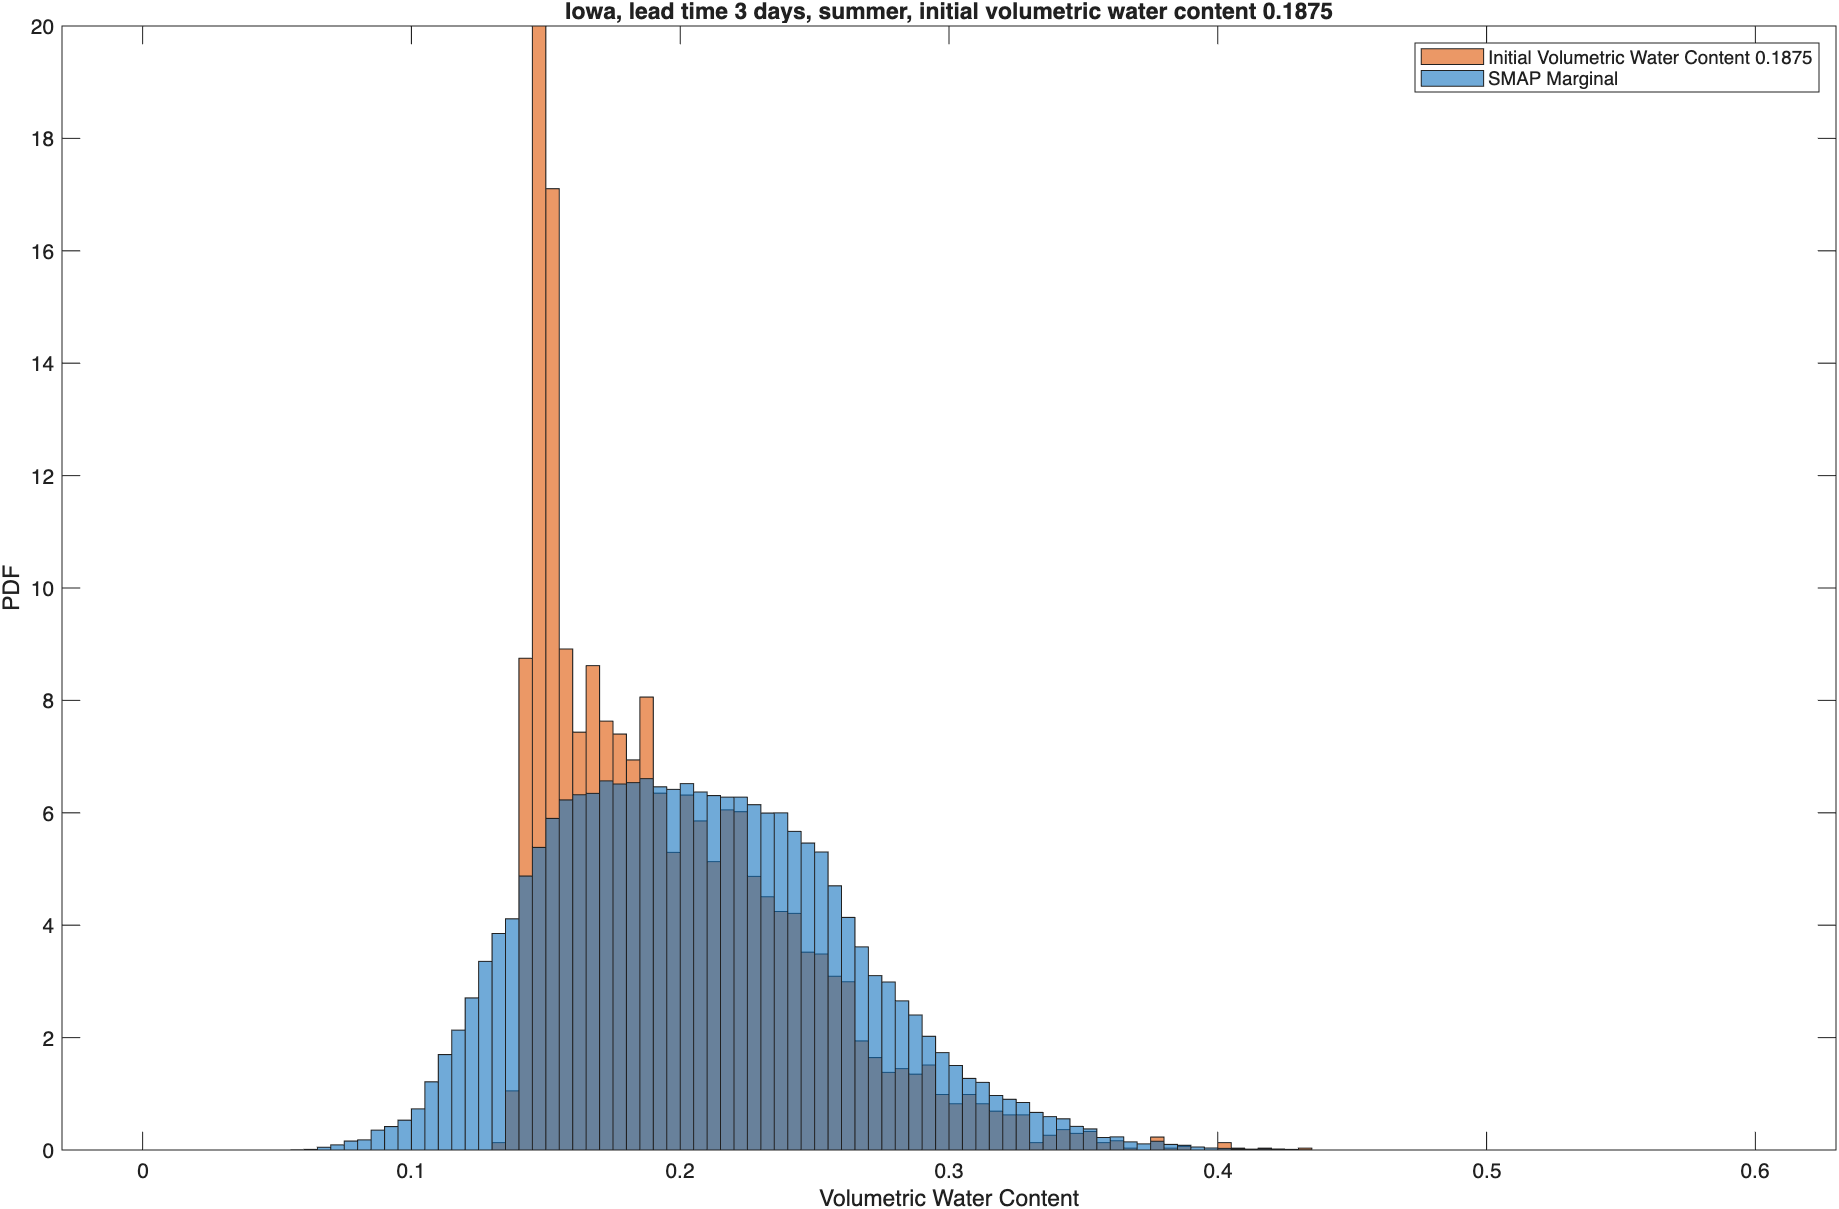 Iowa, lead time 3 days, summer, initial volumetric water content 0.1875
Initial Volumetric Water Content 0.1875
SMAP Marginal
20
18
16
14
12
10
8
6
4
2
0
PDF
0 0.1 0.2 0.3 0.4 0.5 0.6
Volumetric Water Content